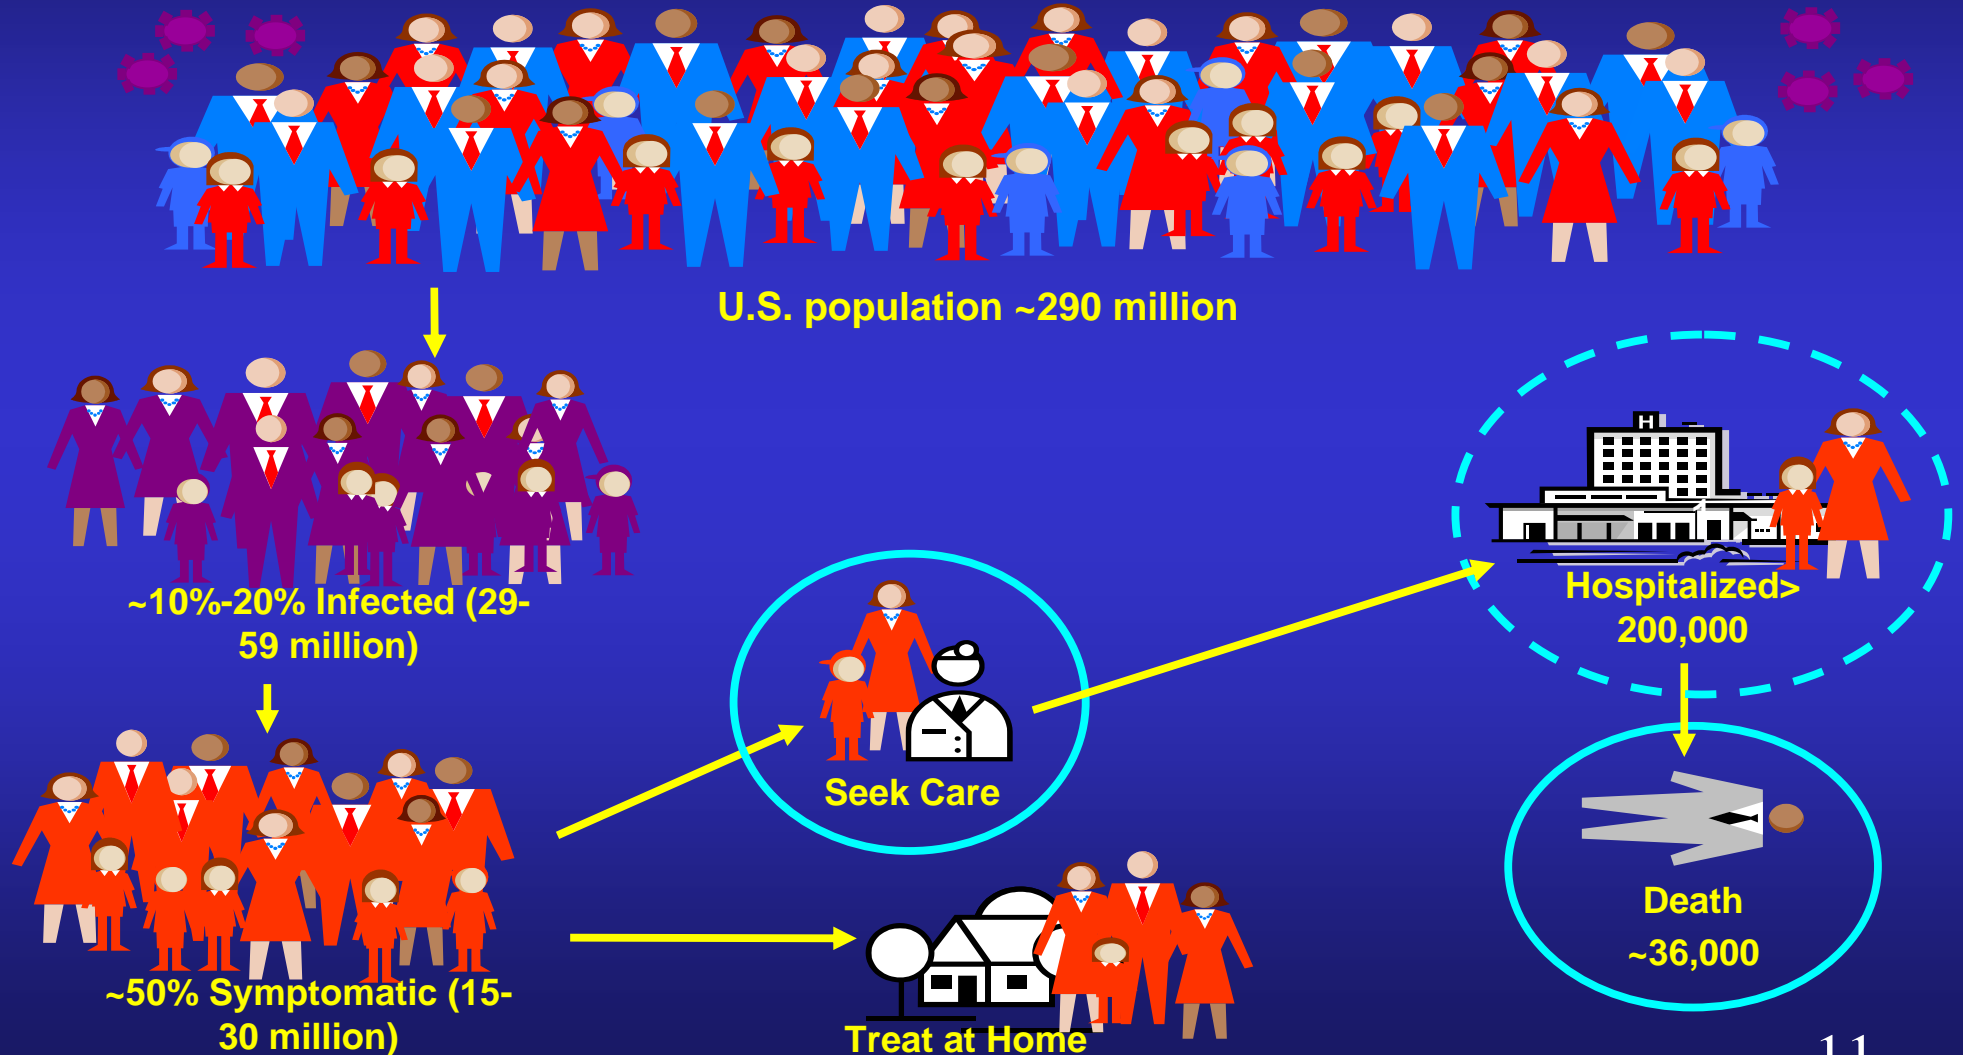 U.S. population ~290 million
~10%-20% Infected (29-
59 million)
~50% Symptomatic (15-
30 million)
Seek Care
Treat at Home
H
Hospitalized>
200,000
Death
~36,000
11